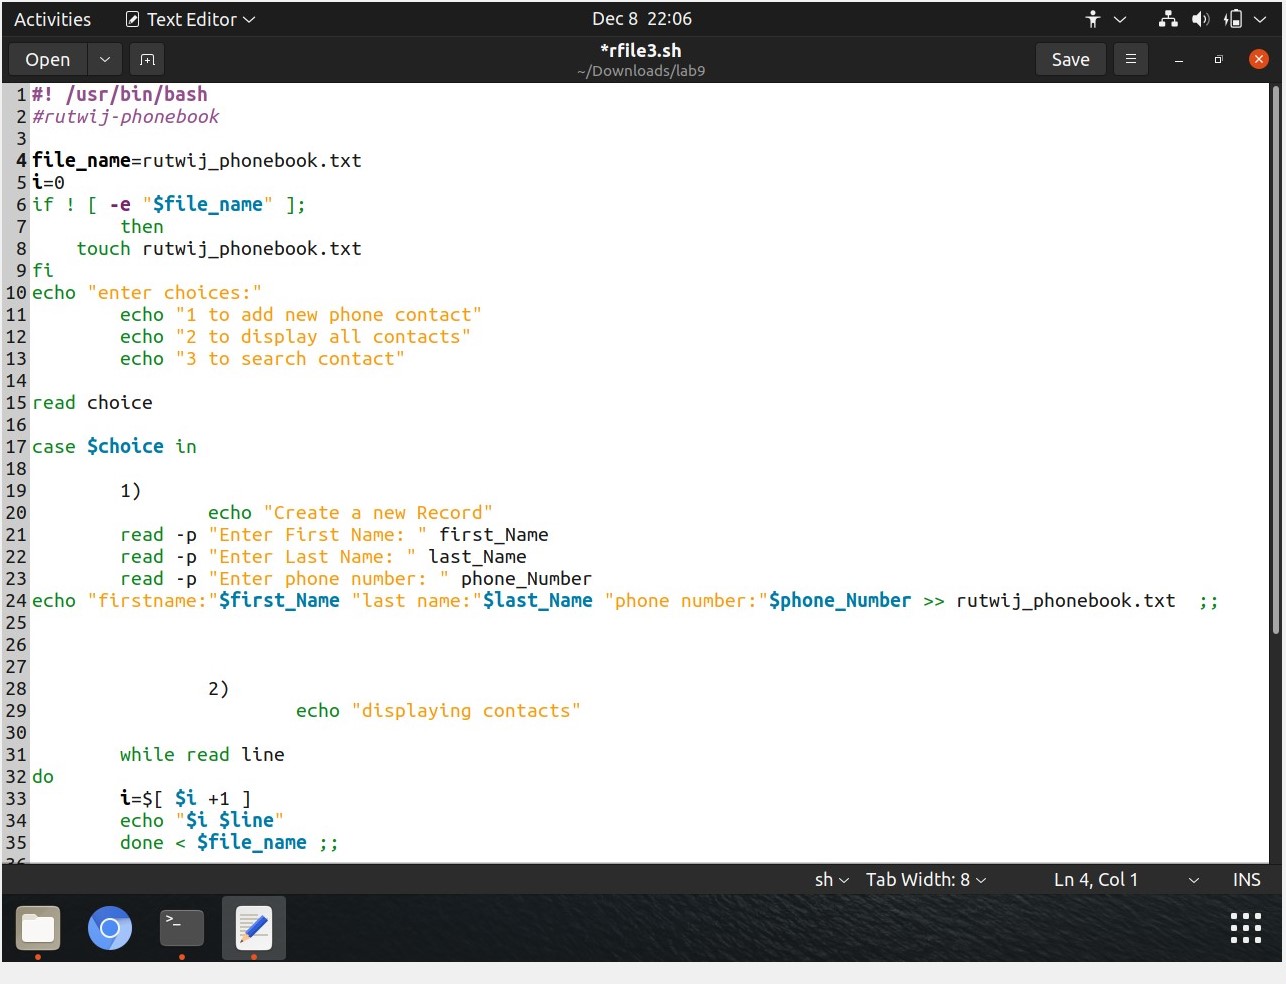 Activities Text Editor Dec 8 22:06
Open *rfile3.sh Save
~/Downloads/lab9
1 #! /usr/bin/bash
2 #rutwij-phonebook
3
4 file_name=rutwij_phonebook.txt
5 i=0
6 if ! [ -e "$file_name" ];
7 then
8 touch rutwij_phonebook.txt
9 fi
10 echo "enter choices:"
11 echo "1 to add new phone contact"
12 echo "2 to display all contacts"
13 echo "3 to search contact"
14
15 read choice
16
17 case $choice in
18
19 1)
20 echo "Create a new Record"
21 read -p "Enter First Name: " first_Name
22 read -p "Enter Last Name: " last_Name
23 read -p "Enter phone number: " phone_Number
24 echo "firstname:"$first_Name "last name:"$last_Name "phone number:"$phone_Number >> rutwij_phonebook.txt ;;
25
26
27
28 2)
29 echo "displaying contacts"
30
31 while read line
32 do
33 i=$[ $i +1 ]
34 echo "$i $line"
35 done < $file_name ;;
sh Tab Width: 8 Ln 4, Col 1 INS